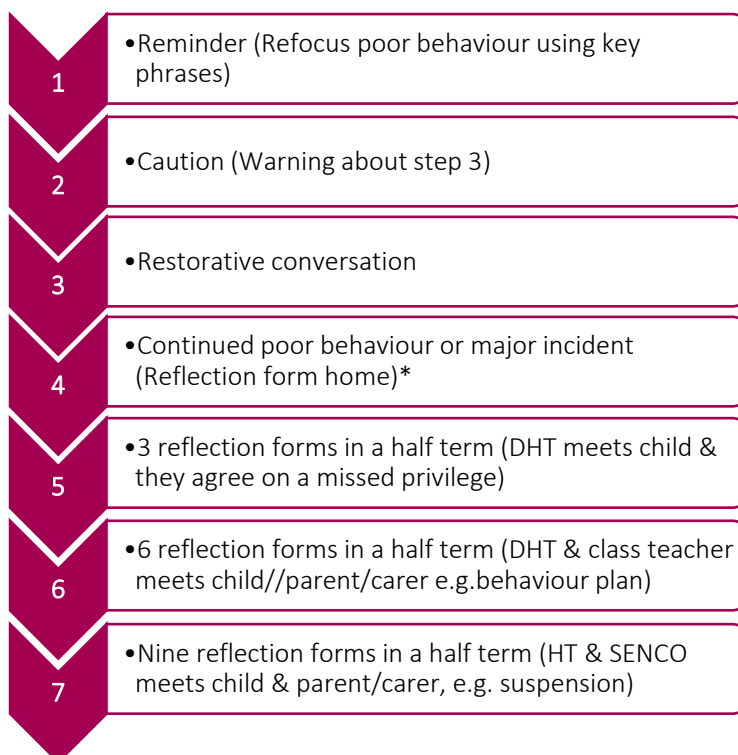 1
•Reminder (Refocus poor behaviour using key
phrases)
2
•Caution (Warning about step 3)
3
•Restorative conversation
4
•Continued poor behaviour or major incident
(Reflection form home)*
5
•3 reflection forms in a half term (DHT meets child &
they agree on a missed privilege)
6
•6 reflection forms in a half term (DHT & class teacher
meets child//parent/carer e.g.behaviour plan)
7
•Nine reflection forms in a half term (HT & SENCO
meets child & parent/carer, e.g. suspension)